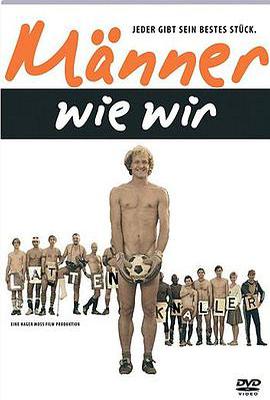 JEDER GIBT SEIN BESTES STÜCK.
Männer
wie wir
LATTEN
KNALLER
EINE HAGER MOSS FILM PRODUKTION
DVD
VIDEO